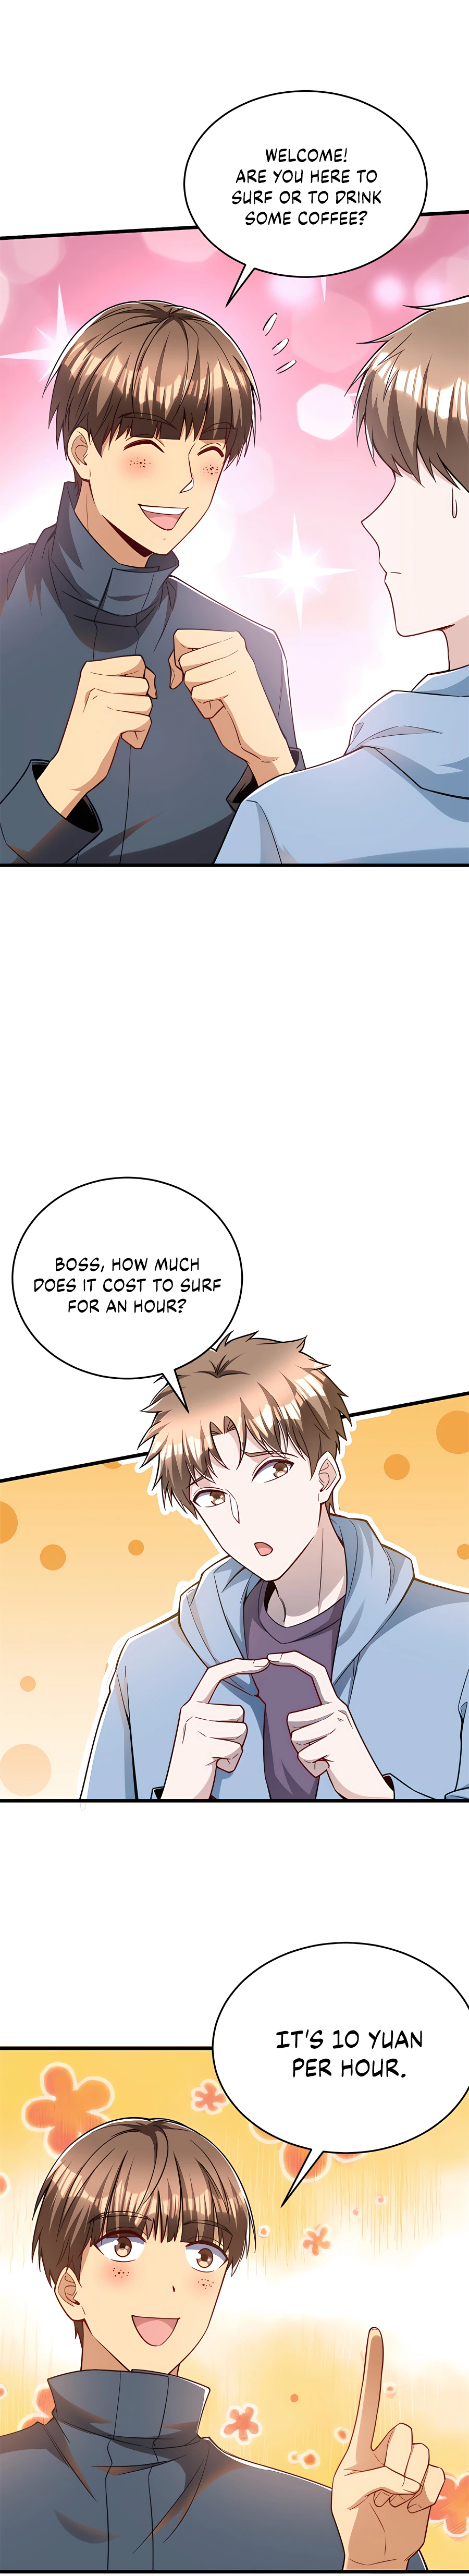 WELCOME!
ARE YOU HERE TO
SURF OR TO DRINK
SOME COFFEE?
BOSS, HOW MUCH
DOES IT COST TO SURF
FOR AN HOUR?
IT'S 10 YUAN
PER HOUR.